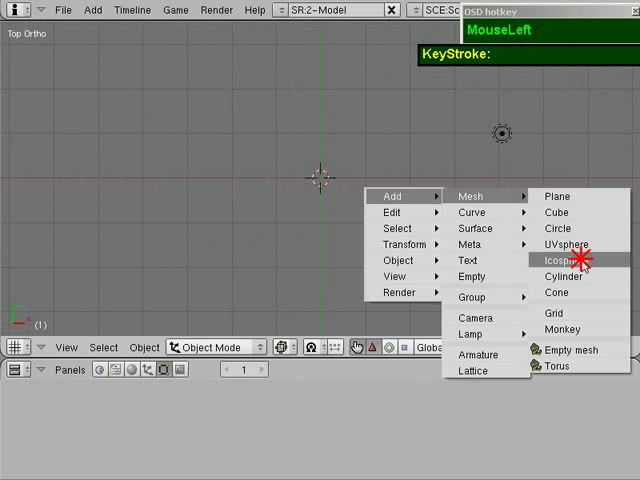 File Add Timeline Game Render Help SR:2-Model SCE:Sc
OSD hotkey
MouseLeft
KeyStroke:
Top Ortho
Add
Edit
Select
Transform
Object
View
Render
Mesh
Curve
Surface
Meta
Text
Empty
Group
Camera
Lamp
Armature
Lattice
Plane
Cube
Circle
UVsphere
Cylinder
Cone
Grid
Monkey
Empty mesh
Torus
x
(1)
View Select Object Object Mode Global
Panels 1